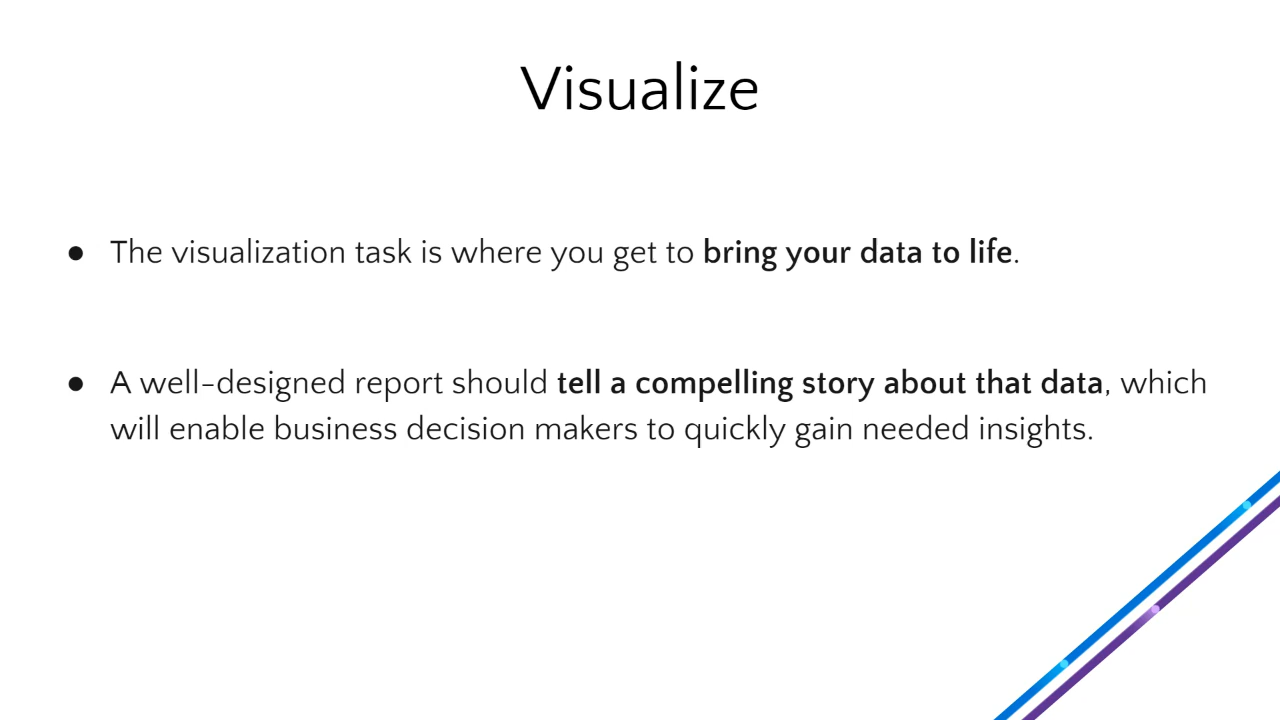 Visualize
● The visualization task is where you get to bring your data to life.
● A well-designed report should tell a compelling story about that data, which
will enable business decision makers to quickly gain needed insights.